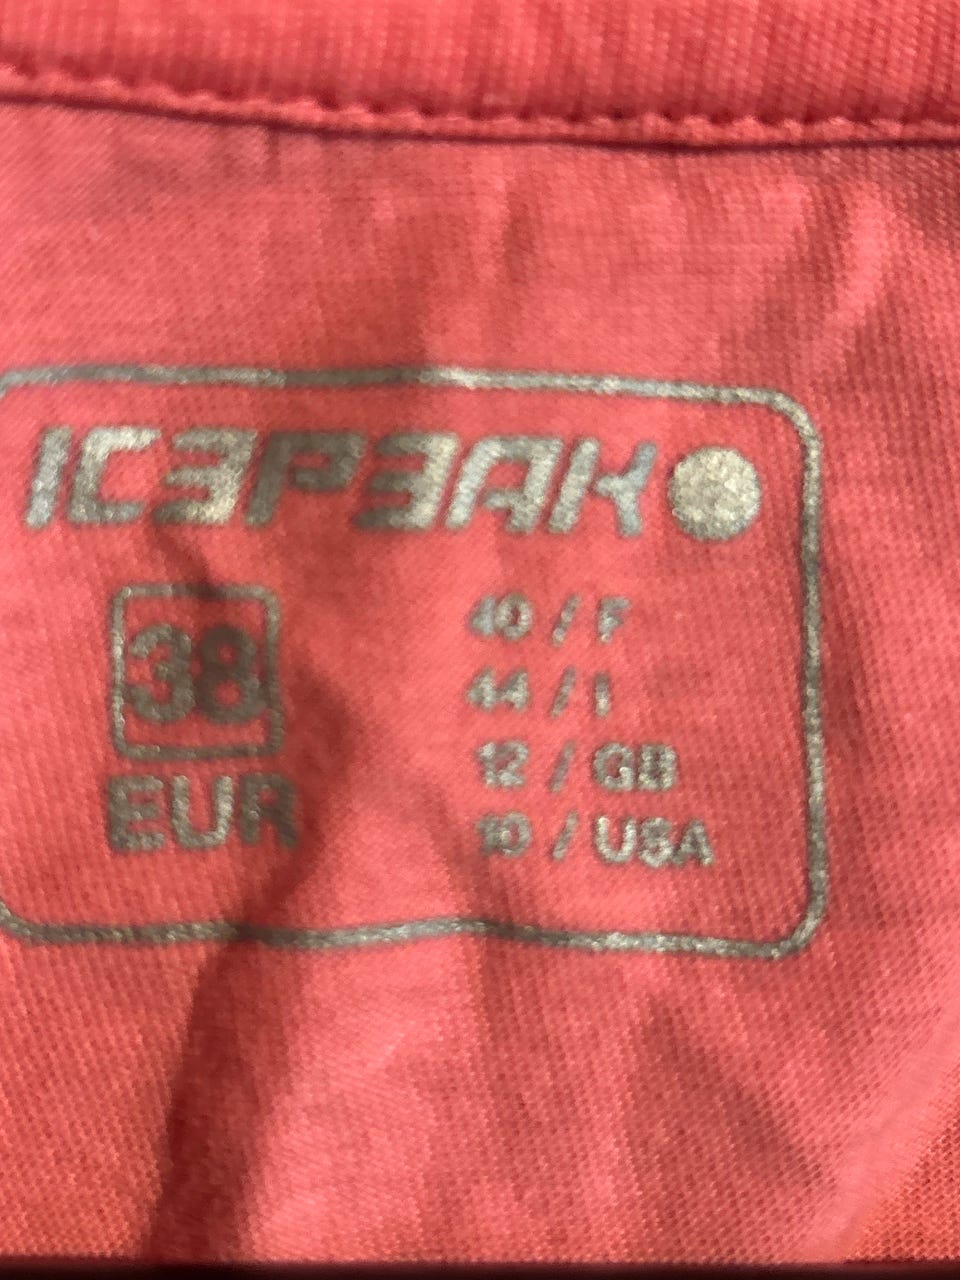 ICEPEAK
38
EUR
40 / F
44 / I
12 / GB
10 / USA